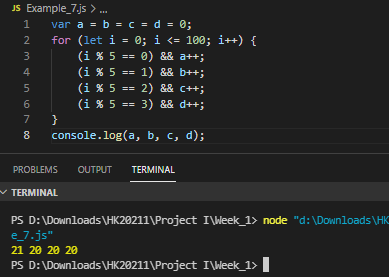 JS Example_7.js > ...
1 var a = b = c = d = 0;
2 for (let i = 0; i <= 100; i++) {
3 (i % 5 == 0) && a++;
4 (i % 5 == 1) && b++;
5 (i % 5 == 2) && c++;
6 (i % 5 == 3) && d++;
7 }
8 console.log(a, b, c, d);
PROBLEMS OUTPUT TERMINAL
TERMINAL
PS D:\Downloads\HK20211\Project I\Week_1> node "d:\Downloads\HK
e_7.js"
21 20 20 20
PS D:\Downloads\HK20211\Project I\Week_1>